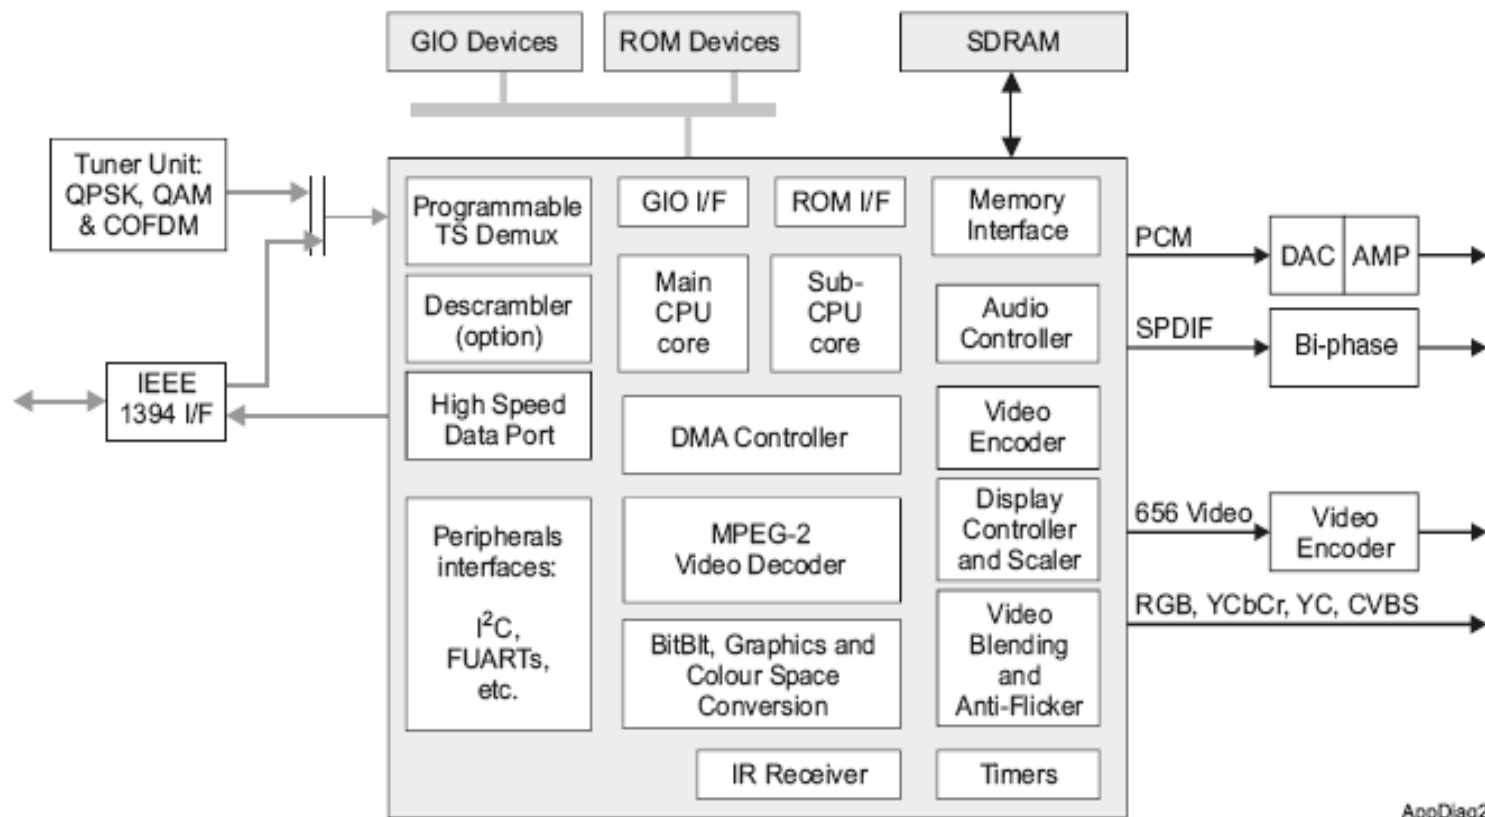 GIO Devices
ROM Devices
SDRAM
Tuner Unit:
QPSK, QAM
& COFDM
Programmable
TS Demux
GIO I/F
ROM I/F
Memory
Interface
PCM
DAC
AMP
Descrambler
(option)
Main
CPU
core
Sub-
CPU
core
Audio
Controller
SPDIF
Bi-phase
IEEE
1394 I/F
High Speed
Data Port
DMA Controller
Video
Encoder
Peripherals
interfaces:
I²C,
FUARTs,
etc.
MPEG-2
Video Decoder
Display
Controller
and Scaler
656 Video
Video
Encoder
RGB, YCbCr, YC, CVBS
BitBlt, Graphics and
Colour Space
Conversion
Video
Blending
and
Anti-Flicker
IR Receiver
Timers
AppDiag2